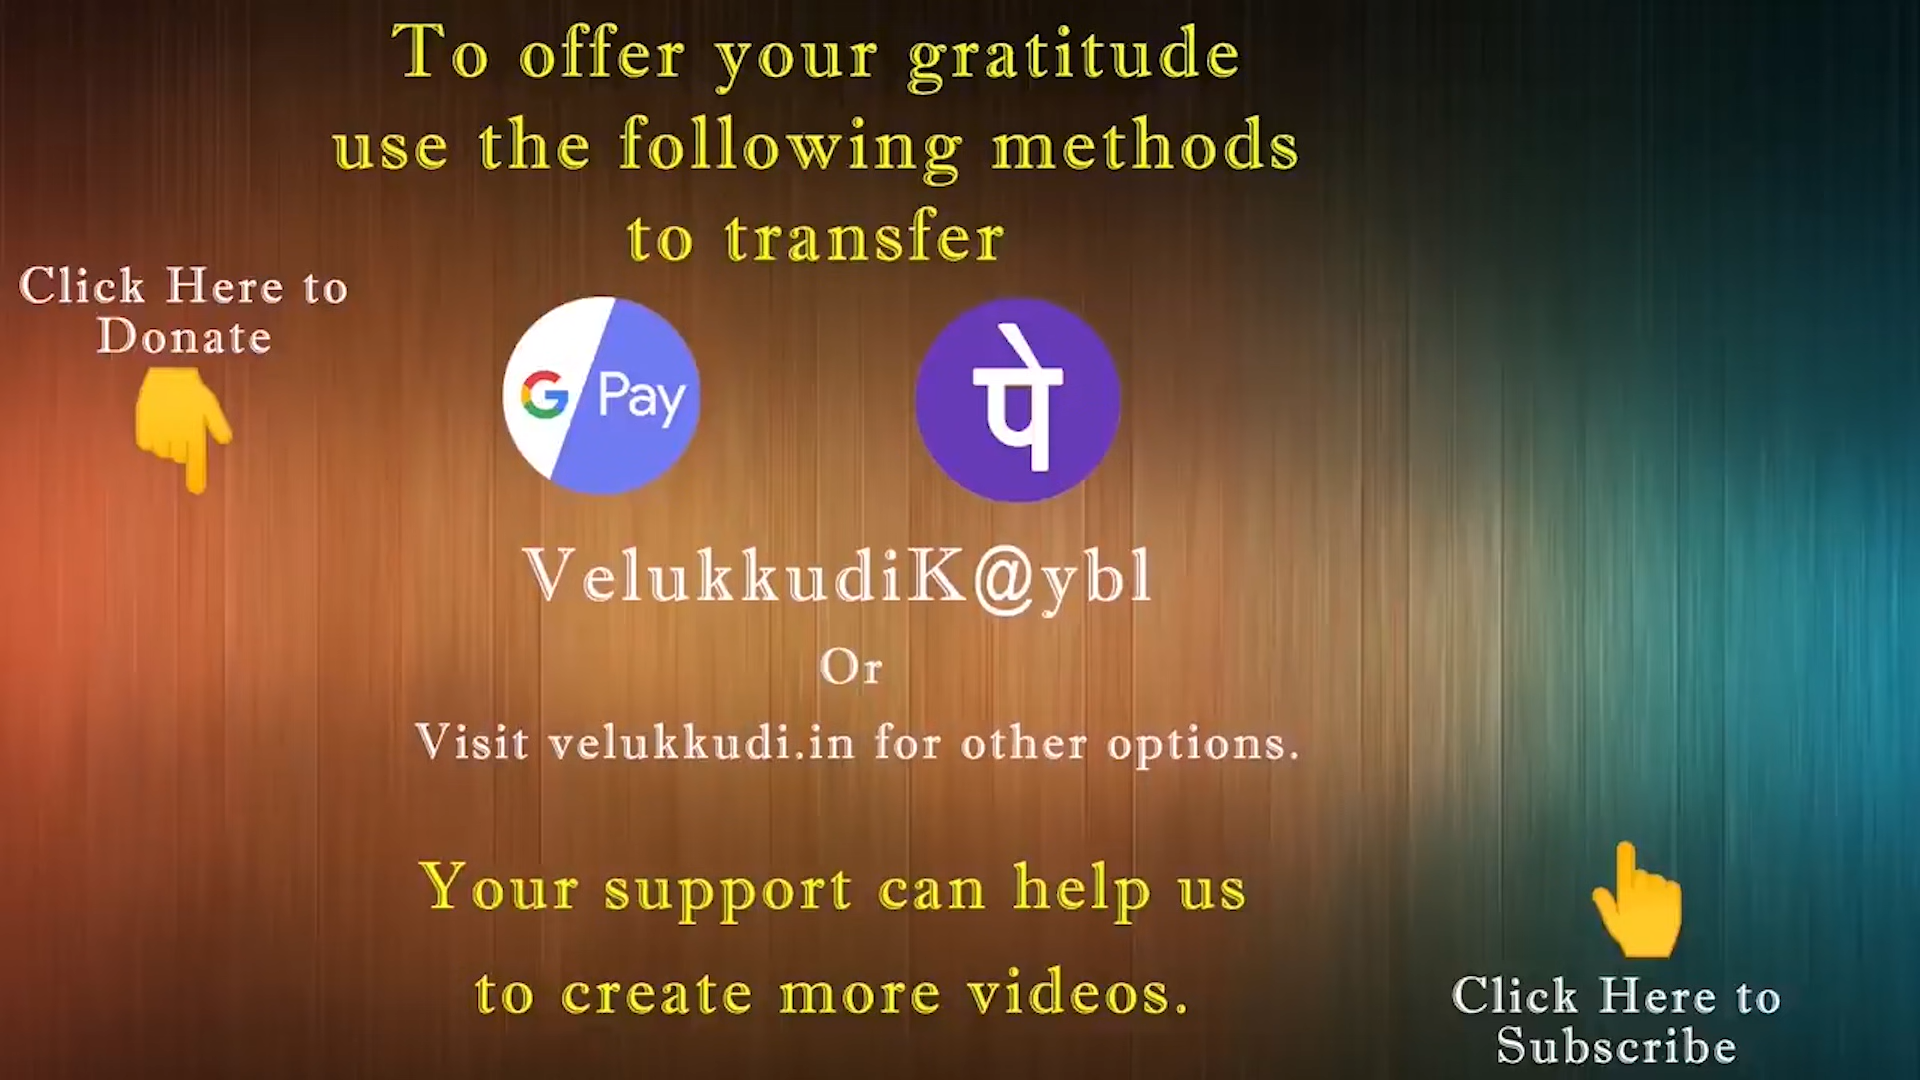 To offer your gratitude
use the following methods
to transfer
Click Here to
Donate
G Pay
पे
VelukkudiK@ybl
Or
Visit velukkudi.in for other options.
Your support can help us
to create more videos.
Click Here to
Subscribe